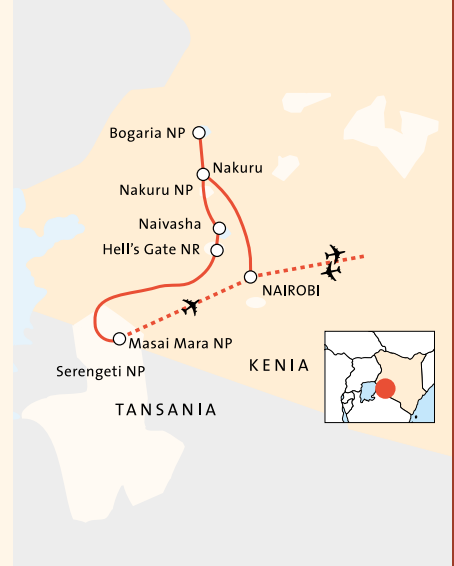 Bogaria NP
Nakuru
Nakuru NP
Naivasha
Hell's Gate NR
NAIROBI
Masai Mara NP
KENIA
Serengeti NP
TANSANIA